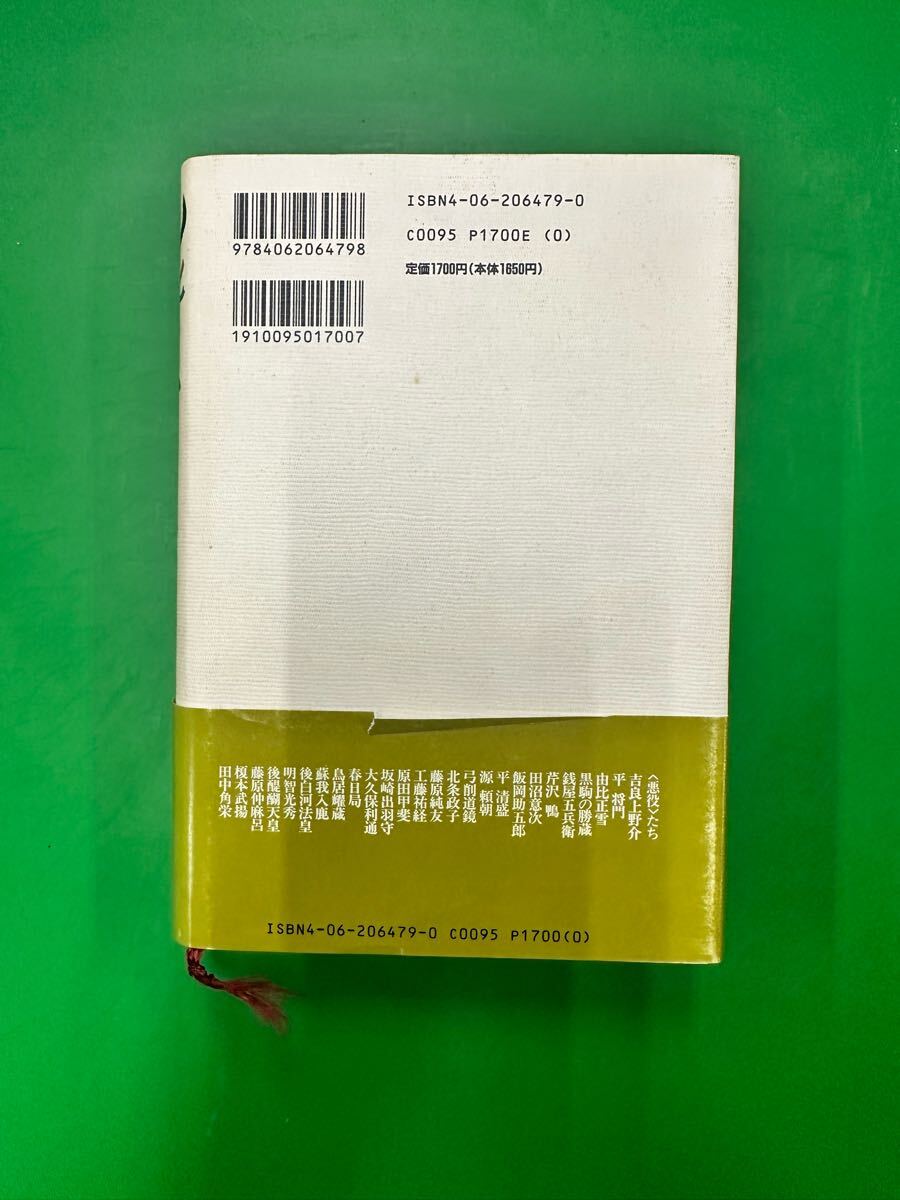 9784062064798
ISBN4-06-206479-0
C0095 P1700E (0)
定価1700円(本体1650円)
1910095017007
〈悪役〉たち
吉良上野介
平 将門
由比正雪
黒駒の勝蔵
銭屋五兵衛
芹沢 鴨
田沼意次
飯岡助五郎
平 清盛
源 頼朝
弓削道鏡
北条政子
藤原純友
工藤祐経
原田甲斐
坂崎出羽守
大久保利通
春日局
鳥居耀蔵
蘇我入鹿
後白河法皇
明智光秀
後醍醐天皇
藤原仲麻呂
榎本武揚
田中角栄
ISBN4-06-206479-0 C0095 P1700(0)